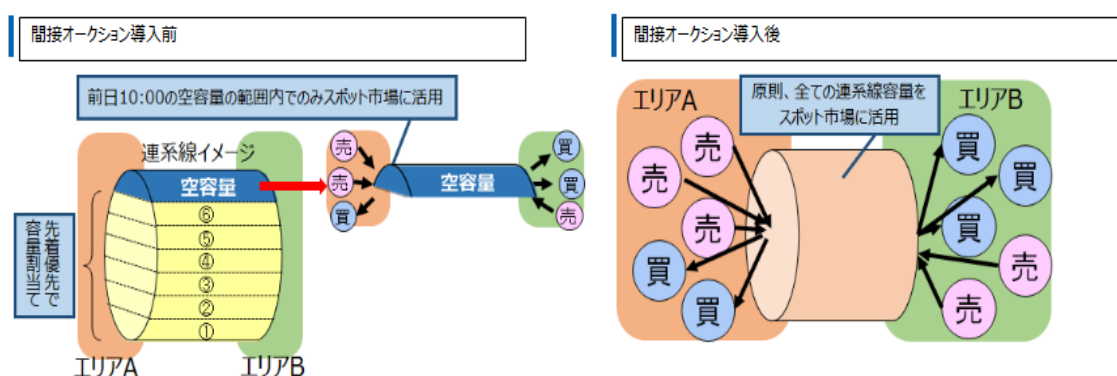 間接オークション導入前
前日10:00の空容量の範囲内でのみスポット市場に活用
連系線イメージ
空容量
⑥
⑤
④
③
②
①
先着優先で
容量割当て
エリアA
エリアB
売
売
買
空容量
買
買
売
間接オークション導入後
エリアA
原則、全ての連系線容量を
スポット市場に活用
エリアB
売
売
売
買
買
買
買
買
売
売